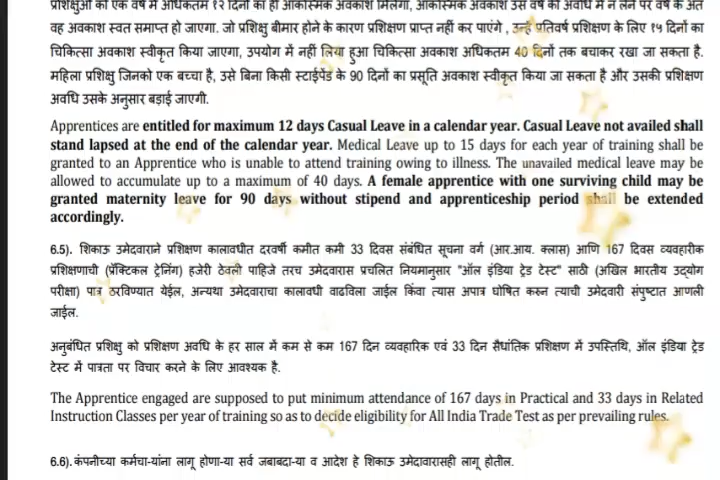 प्रशिक्षुओं को एक वर्ष में अधिकतम १२ दिनों का ही आकस्मिक अवकाश मिलेगा, आकस्मिक अवकाश उस वर्ष की अवधि में न लेने पर वर्ष के अंत
वह अवकाश स्वत समाप्त हो जाएगा. जो प्रशिक्षु बीमार होने के कारण प्रशिक्षण प्राप्त नहीं कर पाएंगे , उन्हें प्रतिवर्ष प्रशिक्षण के लिए १५ दिनों का
चिकित्सा अवकाश स्वीकृत किया जाएगा, उपयोग में नहीं लिया हुआ चिकित्सा अवकाश अधिकतम 40 दिनों तक बचाकर रखा जा सकता है.
महिला प्रशिक्षु जिनको एक बच्चा है, उसे बिना किसी स्टाईपेंड के 90 दिनों का प्रसूति अवकाश स्वीकृत किया जा सकता है और उसकी प्रशिक्षण
अवधि उसके अनुसार बड़ाई जाएगी.
Apprentices are entitled for maximum 12 days Casual Leave in a calendar year. Casual Leave not availed shall
stand lapsed at the end of the calendar year. Medical Leave up to 15 days for each year of training shall be
granted to an Apprentice who is unable to attend training owing to illness. The unavailed medical leave may be
allowed to accumulate up to a maximum of 40 days. A female apprentice with one surviving child may be
granted maternity leave for 90 days without stipend and apprenticeship period shall be extended
accordingly.
6.5). शिकाऊ उमेदवाराने प्रशिक्षण कालावधीत दरवर्षी कमीत कमी 33 दिवस संबंधित सूचना वर्ग (आर.आय. क्लास) आणि 167 दिवस व्यवहारीक
प्रशिक्षणाची (प्रॅक्टिकल ट्रेनिंग) हजेरी ठेवली पाहिजे तरच उमेदवारास प्रचलित नियमानुसार "ऑल इंडिया ट्रेड टेस्ट" साठी (अखिल भारतीय उद्योग
परीक्षा) पात्र ठरविण्यात येईल, अन्यथा उमेदवाराचा कालावधी वाढविला जाईल किंवा त्यास अपात्र घोषित करुन त्याची उमेदवारी संपुष्टात आणली
जाईल.
अनुबंधित प्रशिक्षु को प्रशिक्षण अवधि के हर साल में कम से कम 167 दिन व्यवहारिक एवं 33 दिन सैधांतिक प्रशिक्षण में उपस्तिथि, ऑल इंडिया ट्रेड
टेस्ट में पात्रता पर विचार करने के लिए आवश्यक है.
The Apprentice engaged are supposed to put minimum attendance of 167 days in Practical and 33 days in Related
Instruction Classes per year of training so as to decide eligibility for All India Trade Test as per prevailing rules.
6.6). कंपनीच्या कर्मचा-यांना लागू होणा-या सर्व जबाबदा-या व आदेश हे शिकाऊ उमेदावारासही लागू होतील.